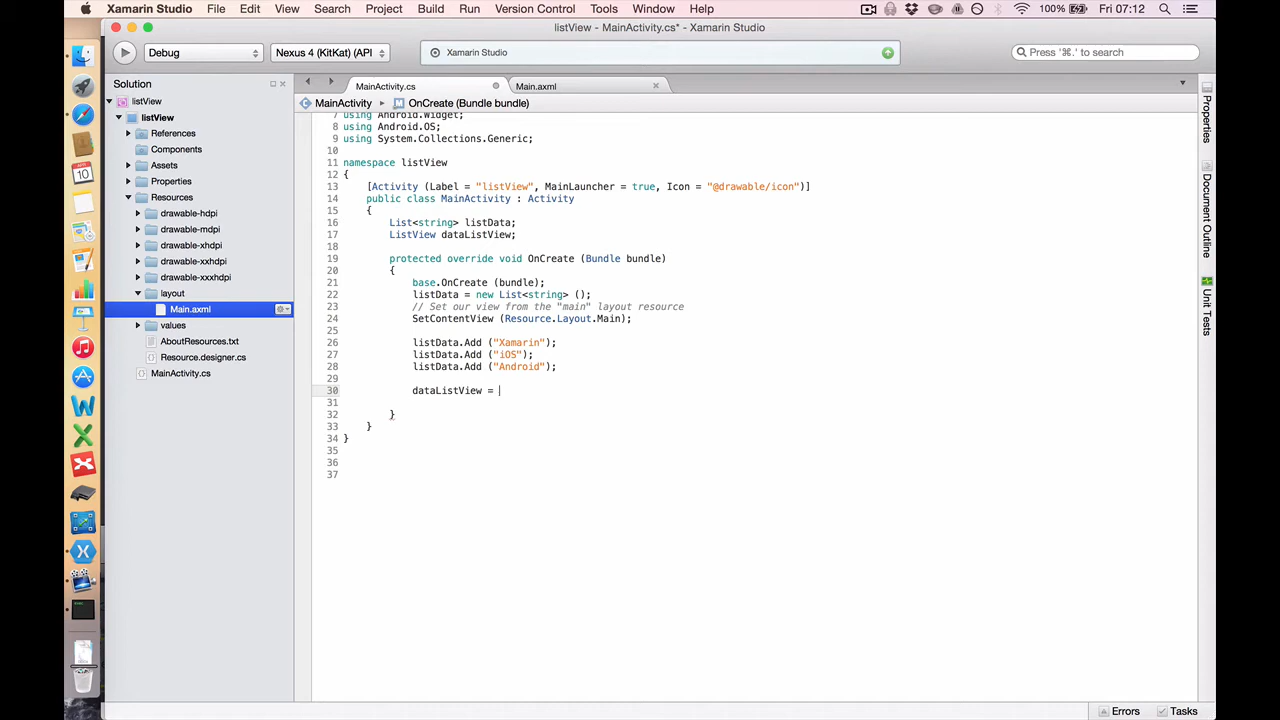 Xamarin Studio File Edit View Search Project Build Run Version Control Tools Window Help 100% Fri 07:12
listView - MainActivity.cs* - Xamarin Studio
Debug Nexus 4 (KitKat) (API Xamarin Studio Press '⌘.' to search
Solution
listView
listView
References
Components
Assets
Properties
Resources
drawable-hdpi
drawable-mdpi
drawable-xhdpi
drawable-xxhdpi
drawable-xxxhdpi
layout
Main.axml
values
AboutResources.txt
Resource.designer.cs
MainActivity.cs
MainActivity.cs Main.axml
MainActivity ▸ OnCreate (Bundle bundle)
7 using Android.Widget;
8 using Android.OS;
9 using System.Collections.Generic;
10
11 namespace listView
12 {
13 [Activity (Label = "listView", MainLauncher = true, Icon = "@drawable/icon")]
14 public class MainActivity : Activity
15 {
16 List<string> listData;
17 ListView dataListView;
18
19 protected override void OnCreate (Bundle bundle)
20 {
21 base.OnCreate (bundle);
22 listData = new List<string> ();
23 // Set our view from the "main" layout resource
24 SetContentView (Resource.Layout.Main);
25
26 listData.Add ("Xamarin");
27 listData.Add ("iOS");
28 listData.Add ("Android");
29
30 dataListView =
31
32 }
33 }
34 }
35
36
37
Properties
Document Outline
Unit Tests
Errors Tasks